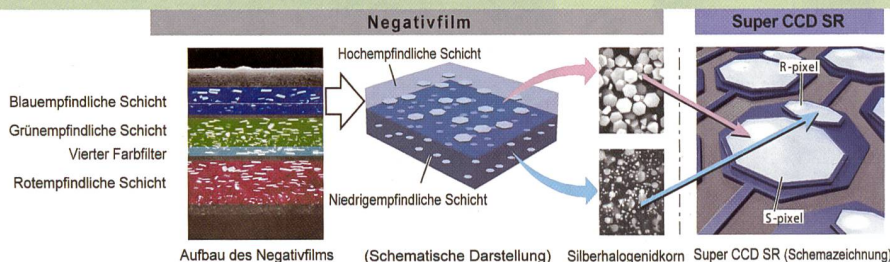 Negativfilm
Super CCD SR
Hochempfindliche Schicht
R-pixel
Blauempfindliche Schicht
Grünempfindliche Schicht
Vierter Farbfilter
Rotempfindliche Schicht
Niedrigempfindliche Schicht
S-pixel
Aufbau des Negativfilms
(Schematische Darstellung)
Silberhalogenidkorn
Super CCD SR (Schemazeichnung)